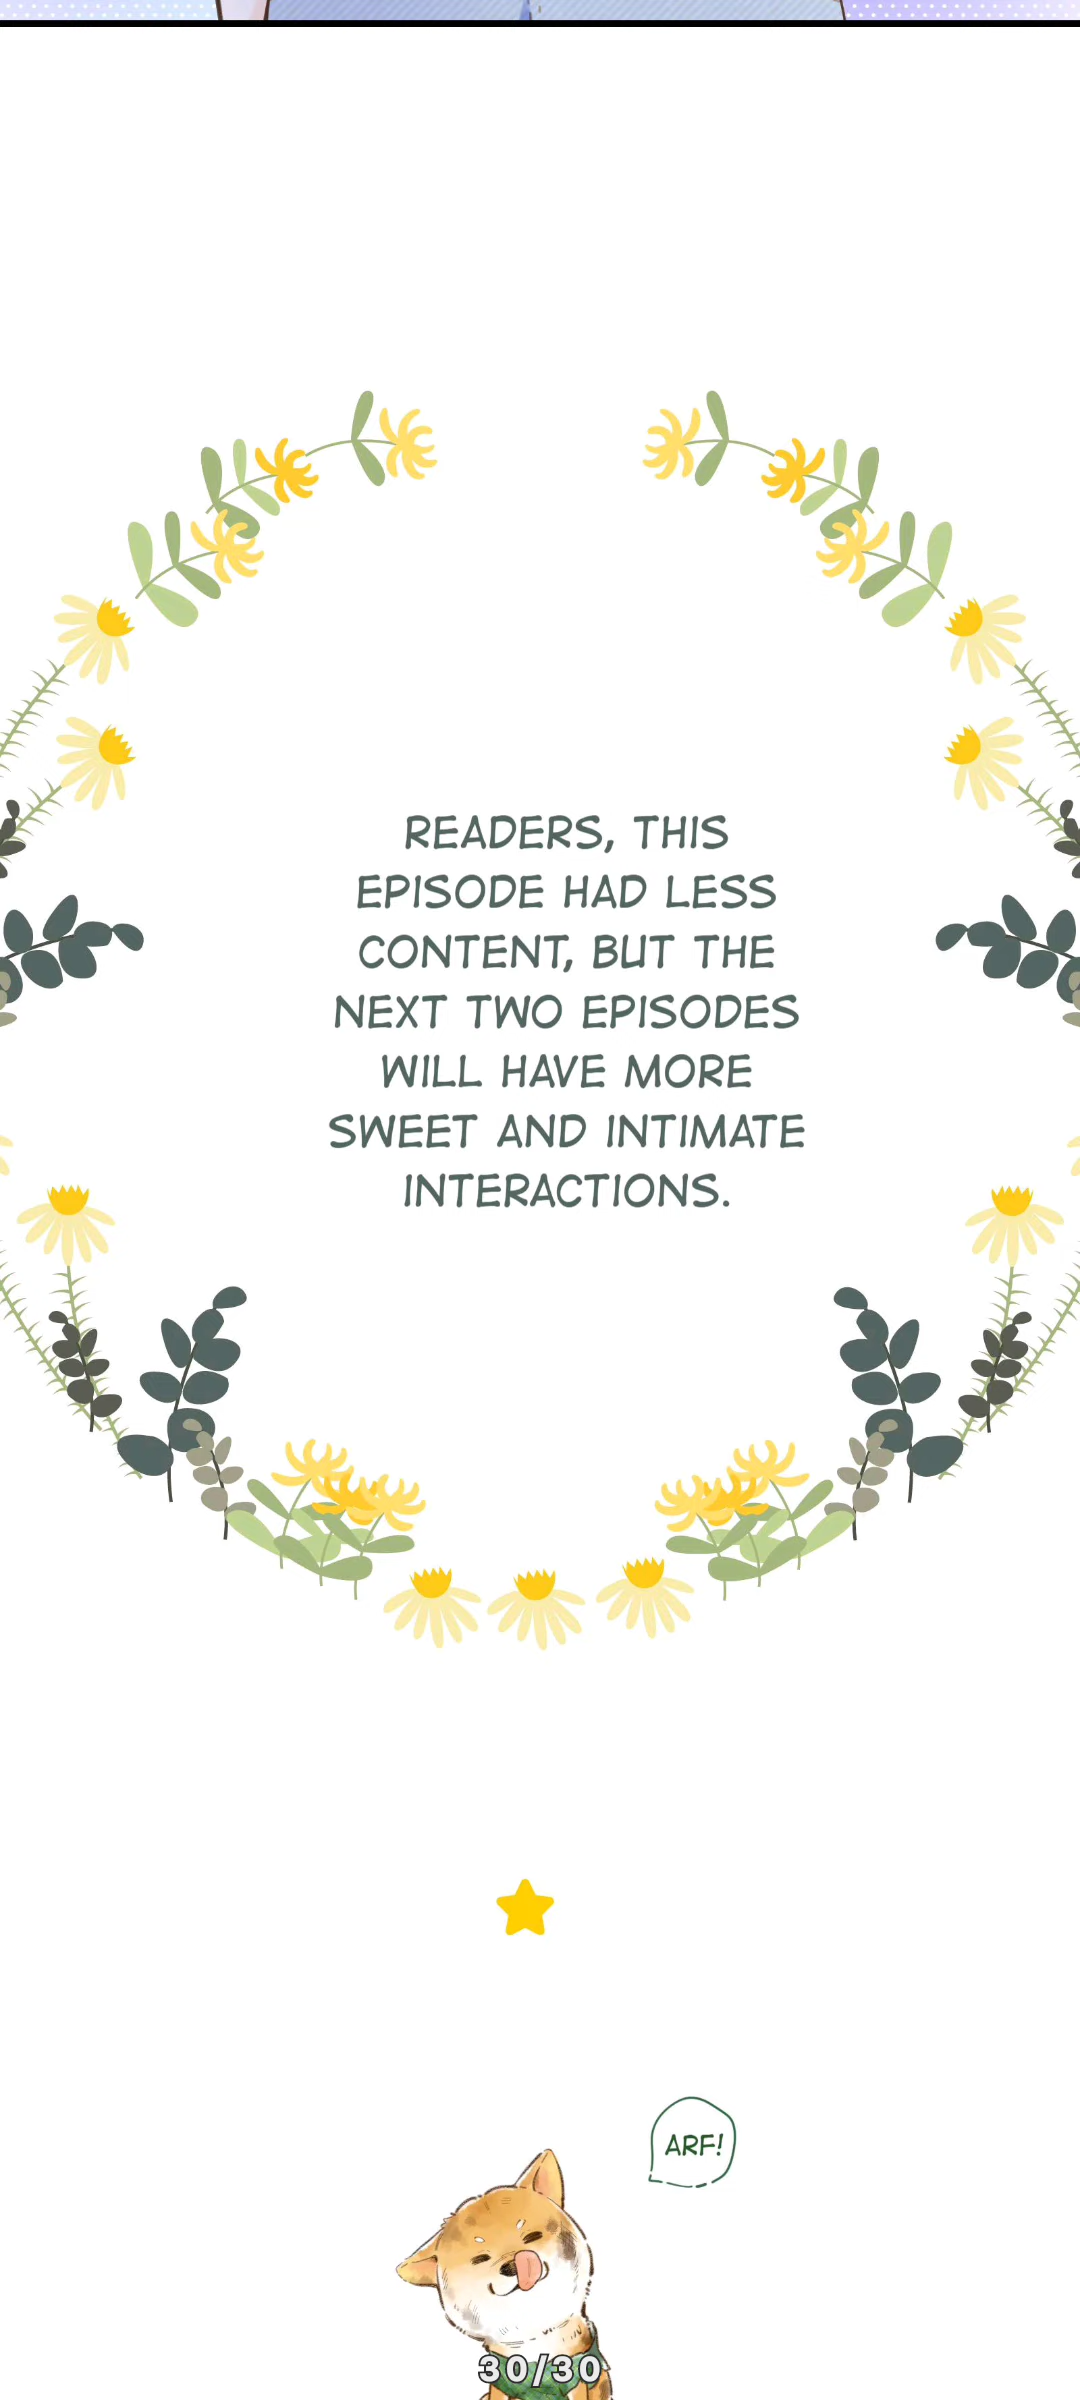 READERS, THIS
EPISODE HAD LESS
CONTENT, BUT THE
NEXT TWO EPISODES
WILL HAVE MORE
SWEET AND INTIMATE
INTERACTIONS.
ARF!
30/30